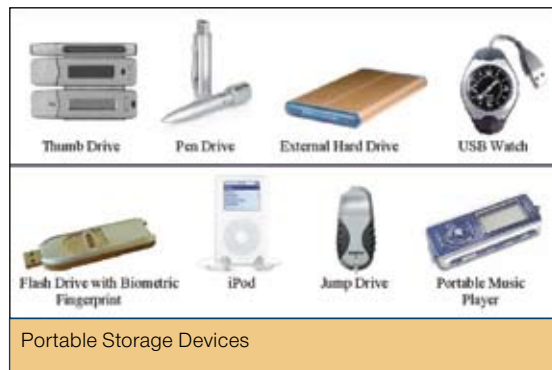 Thumb Drive
Pen Drive
External Hard Drive
USB Watch
Flash Drive with Biometric
Fingerprint
iPod
Jump Drive
Portable Music
Player
Portable Storage Devices